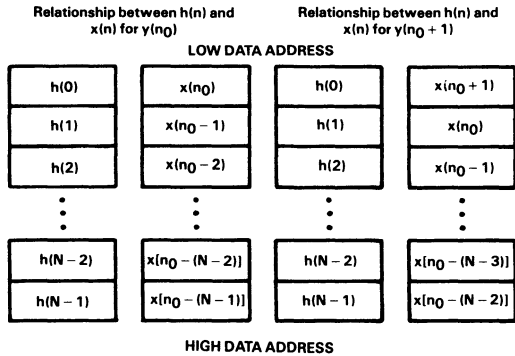 Relationship between h(n) and
x(n) for y(n0)
Relationship between h(n) and
x(n) for y(n0 + 1)
LOW DATA ADDRESS
h(0) x(n0) h(0) x(n0 + 1)
h(1) x(n0 − 1) h(1) x(n0)
h(2) x(n0 − 2) h(2) x(n0 − 1)
h(N − 2) x[n0 − (N − 2)] h(N − 2) x[n0 − (N − 3)]
h(N − 1) x[n0 − (N − 1)] h(N − 1) x[n0 − (N − 2)]
HIGH DATA ADDRESS